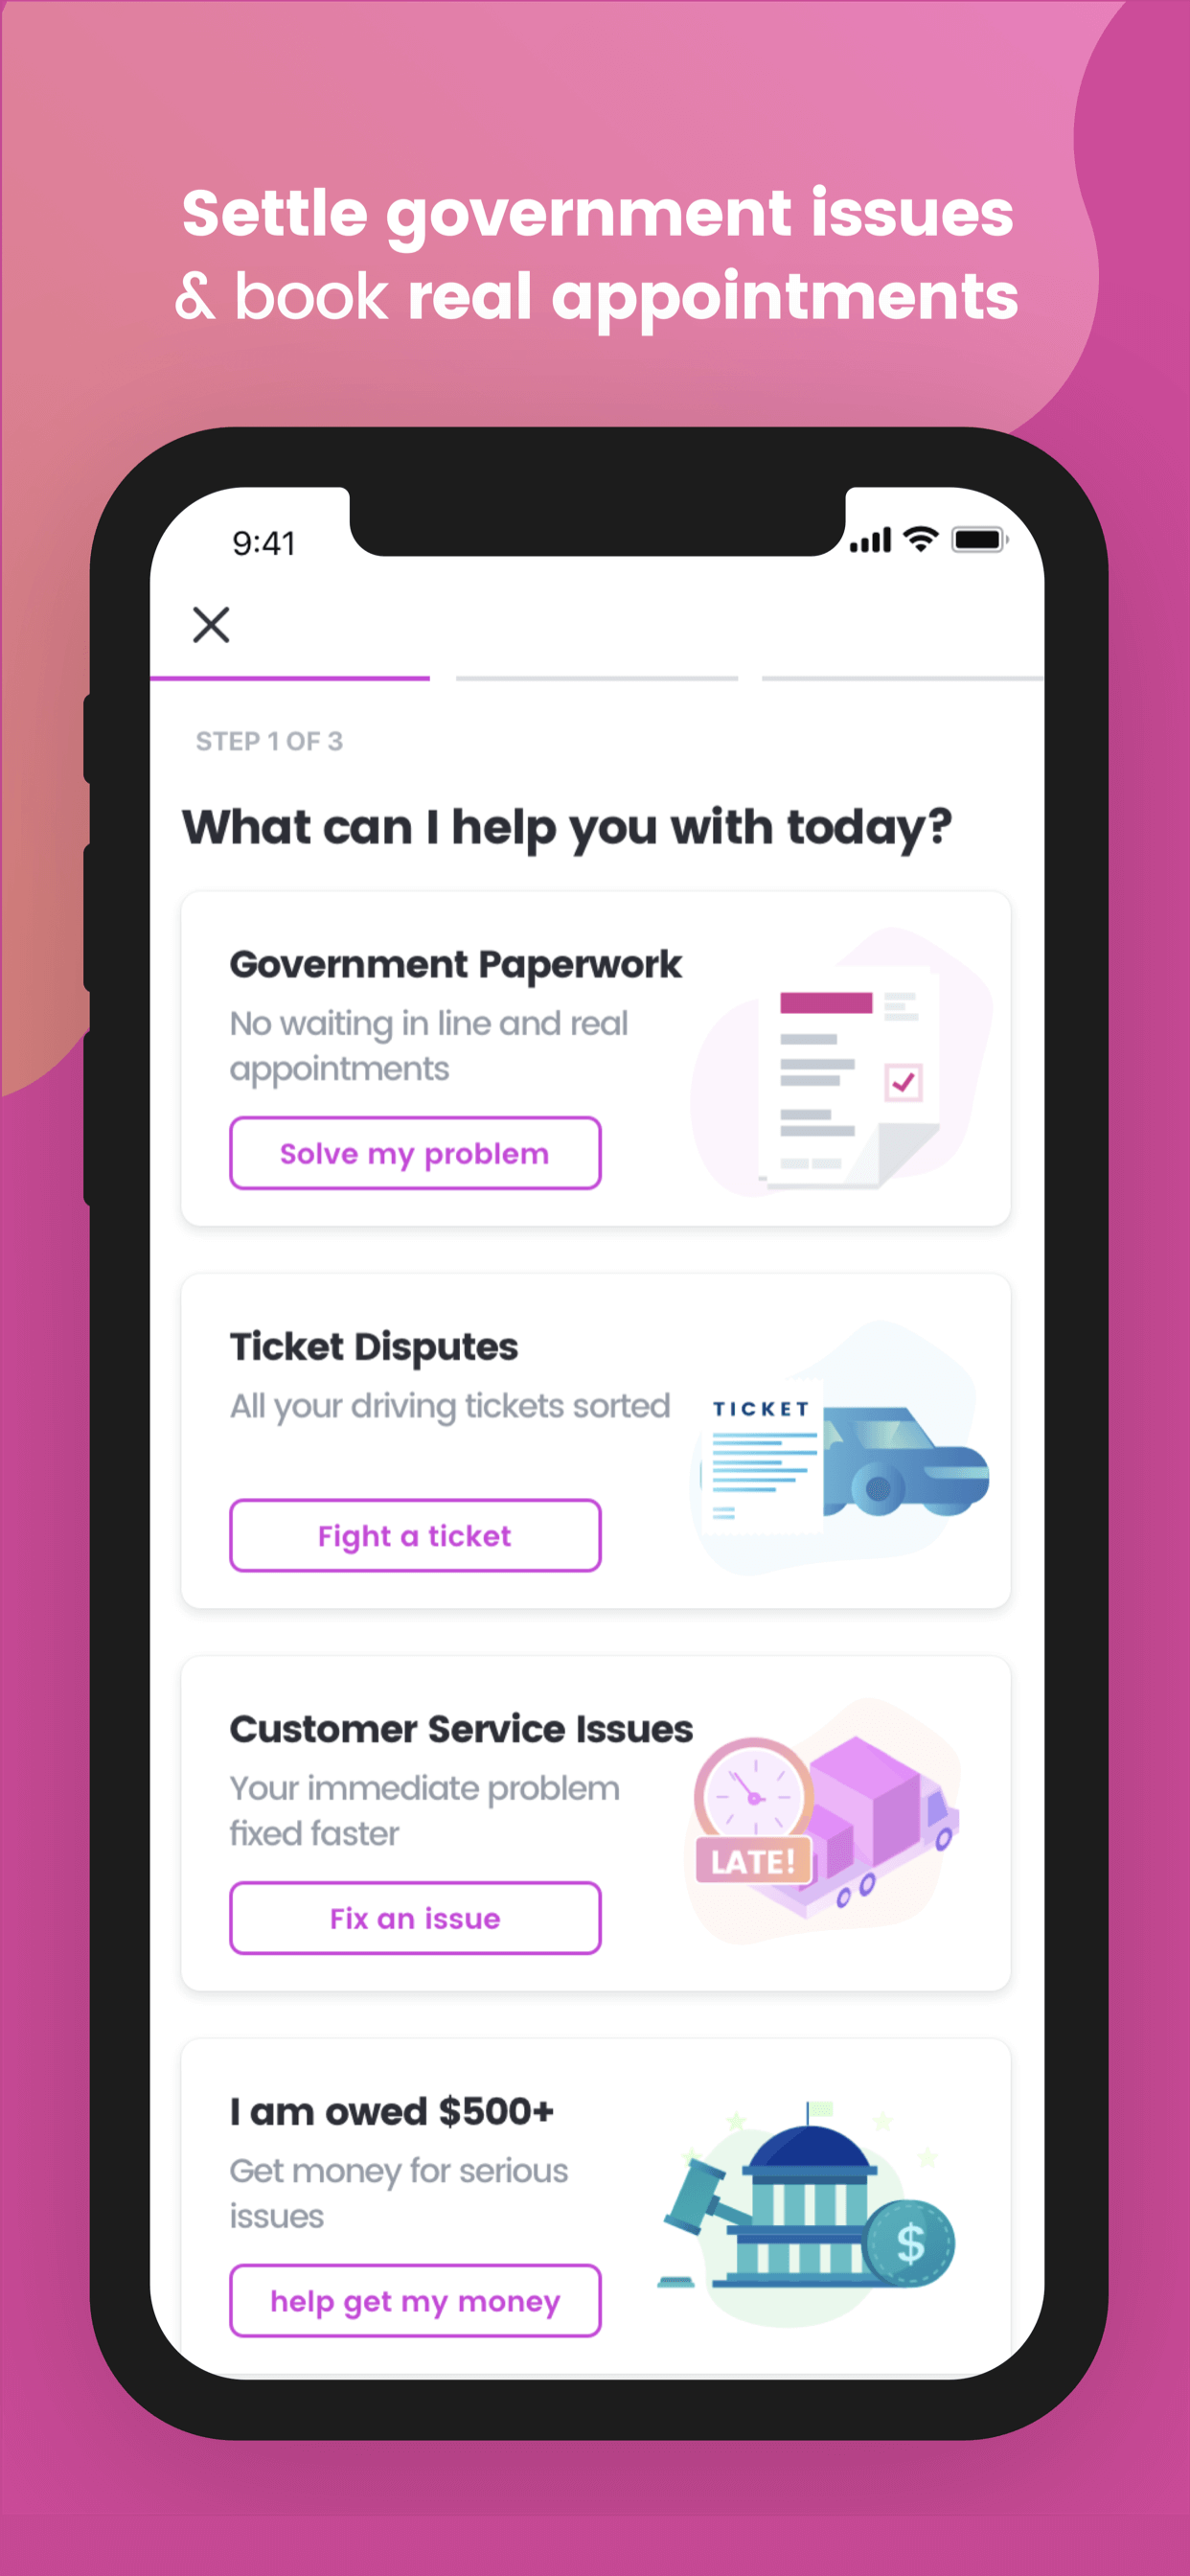 Settle government issues
& book real appointments
9:41
STEP 1 OF 3
What can I help you with today?
Government Paperwork
No waiting in line and real
appointments
Solve my problem
Ticket Disputes
All your driving tickets sorted
Fight a ticket
TICKET
Customer Service Issues
Your immediate problem
fixed faster
Fix an issue
LATE!
I am owed $500+
Get money for serious
issues
help get my money
$